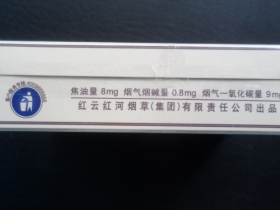 焦油量 8mg 烟气烟碱量 0.8mg 烟气一氧化碳量 9mg
红云红河烟草(集团)有限责任公司出品